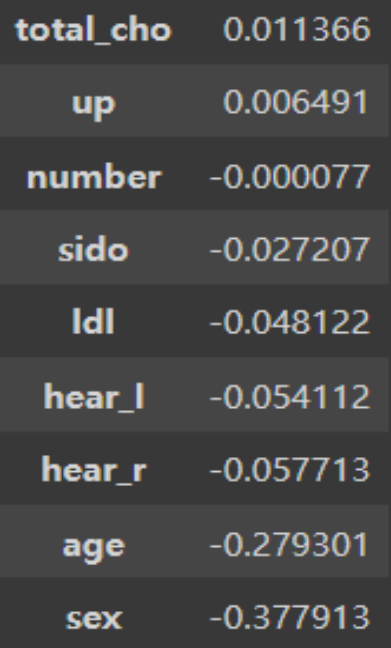 total_cho 0.011366
up 0.006491
number -0.000077
sido -0.027207
ldl -0.048122
hear_l -0.054112
hear_r -0.057713
age -0.279301
sex -0.377913